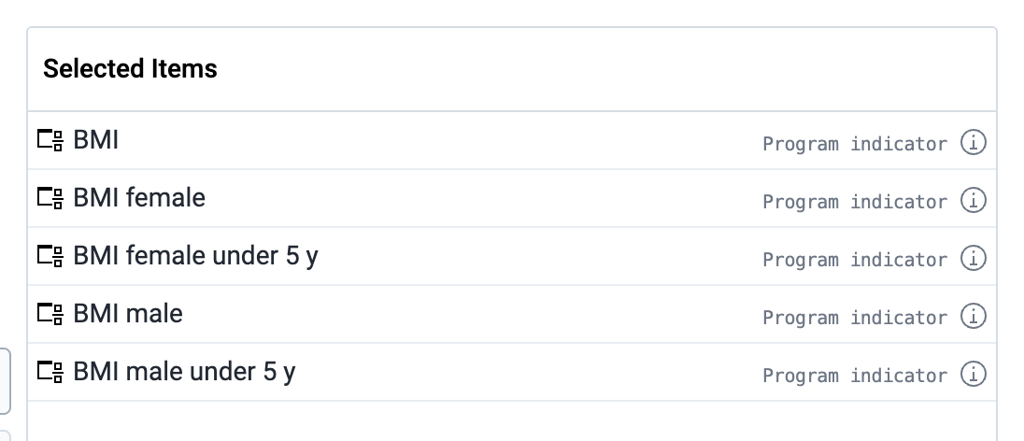 Selected Items
BMI Program indicator
BMI female Program indicator
BMI female under 5 y Program indicator
BMI male Program indicator
BMI male under 5 y Program indicator